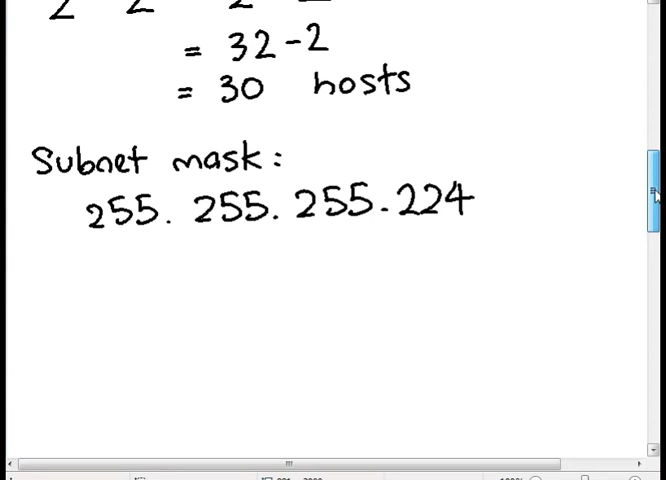 = 32-2
= 30 hosts
Subnet mask:
255. 255. 255.224